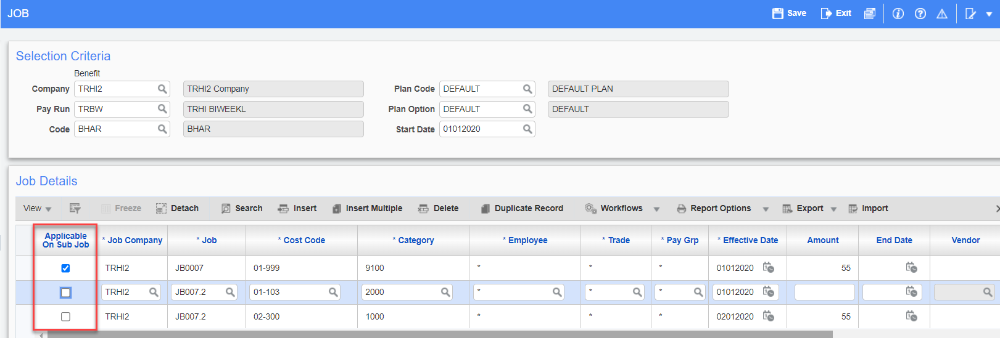 JOB Save Exit
Selection Criteria
Benefit
Company TRHI2 TRHI2 Company Plan Code DEFAULT DEFAULT PLAN
Pay Run TRBW TRHI BIWEEKL Plan Option DEFAULT DEFAULT
Code BHAR BHAR Start Date 01012020
Job Details
View Freeze Detach Search Insert Insert Multiple Delete Duplicate Record Workflows Report Options Export Import
Applicable
On Sub Job * Job Company * Job * Cost Code * Category * Employee * Trade * Pay Grp * Effective Date Amount End Date Vendor
TRHI2 JB0007 01-999 9100 * * * 01012020 55
TRHI2 JB007.2 01-103 2000 * * * 01012020
TRHI2 JB007.2 02-300 1000 * * * 02012020 55